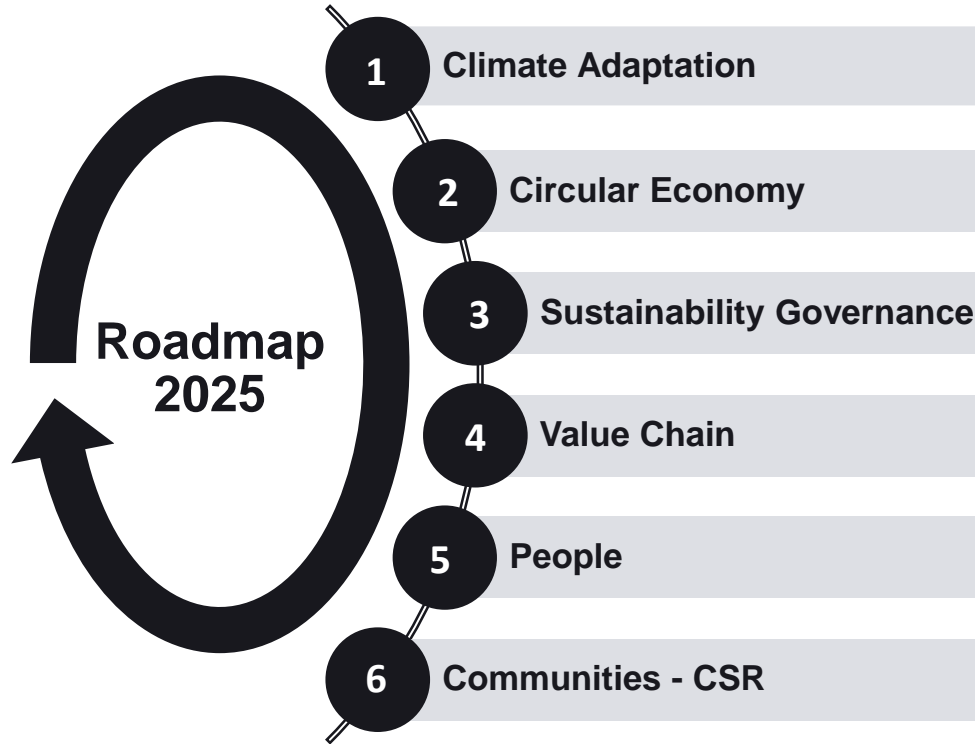 Roadmap
2025
1
Climate Adaptation
2
Circular Economy
3
Sustainability Governance
4
Value Chain
5
People
6
Communities - CSR